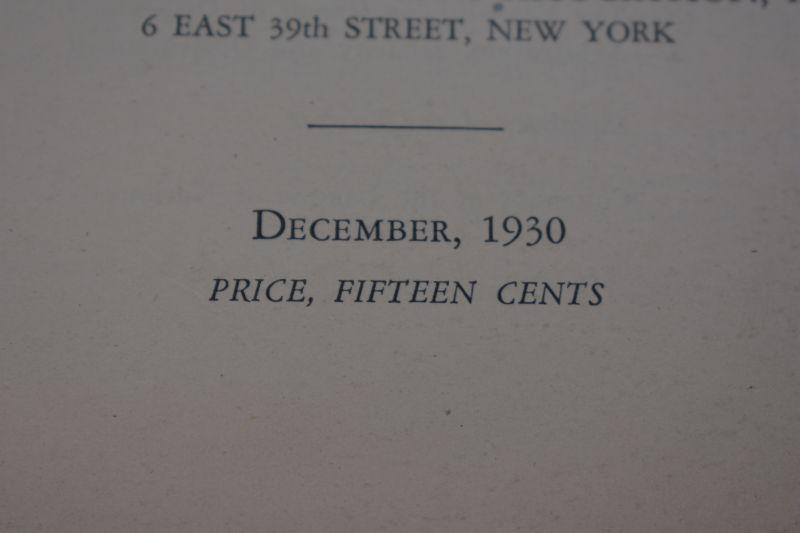 6 EAST 39th STREET, NEW YORK
DECEMBER, 1930
PRICE, FIFTEEN CENTS